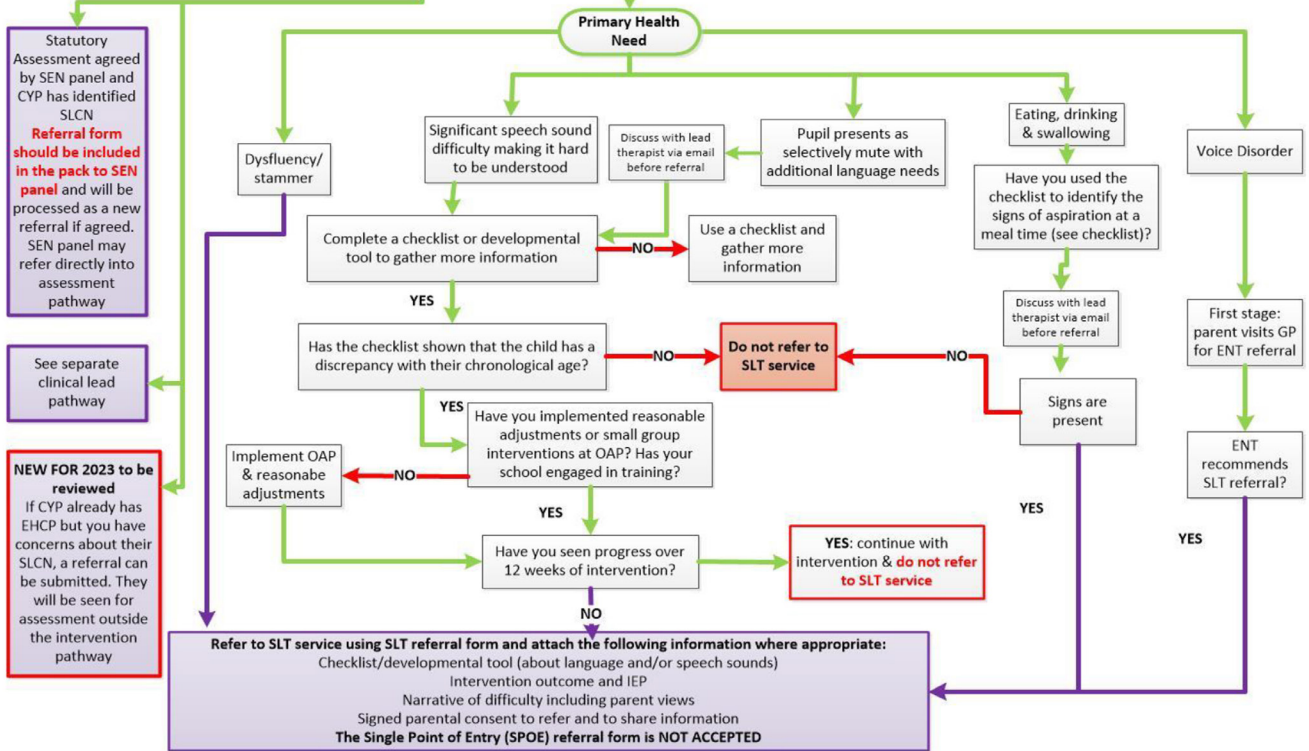 Primary Health
Need
Statutory
Assessment agreed
by SEN panel and
CYP has identified
SLCN
Referral form
should be included
in the pack to SEN
panel and will be
processed as a new
referral if agreed.
SEN panel may
refer directly into
assessment
pathway
See separate
clinical lead
pathway
NEW FOR 2023 to be
reviewed
If CYP already has
EHCP but you have
concerns about their
SLCN, a referral can
be submitted. They
will be seen for
assessment outside
the intervention
pathway
Dysfluency/
stammer
Significant speech sound
difficulty making it hard
to be understood
Discuss with lead
therapist via email
before referral
Pupil presents as
selectively mute with
additional language needs
Eating, drinking
& swallowing
Voice Disorder
Complete a checklist or developmental
tool to gather more information
NO
Use a checklist and
gather more
information
Have you used the
checklist to identify the
signs of aspiration at a
meal time (see checklist)?
YES
Discuss with lead
therapist via email
before referral
First stage:
parent visits GP
for ENT referral
Has the checklist shown that the child has a
discrepancy with their chronological age?
NO
Do not refer to
SLT service
NO
Signs are
present
YES
Have you implemented reasonable
adjustments or small group
interventions at OAP? Has your
school engaged in training?
NO
Implement OAP
& reasonabe
adjustments
ENT
recommends
SLT referral?
YES
YES
YES
Have you seen progress over
12 weeks of intervention?
YES: continue with
intervention & do not refer
to SLT service
NO
Refer to SLT service using SLT referral form and attach the following information where appropriate:
Checklist/developmental tool (about language and/or speech sounds)
Intervention outcome and IEP
Narrative of difficulty including parent views
Signed parental consent to refer and to share information
The Single Point of Entry (SPOE) referral form is NOT ACCEPTED